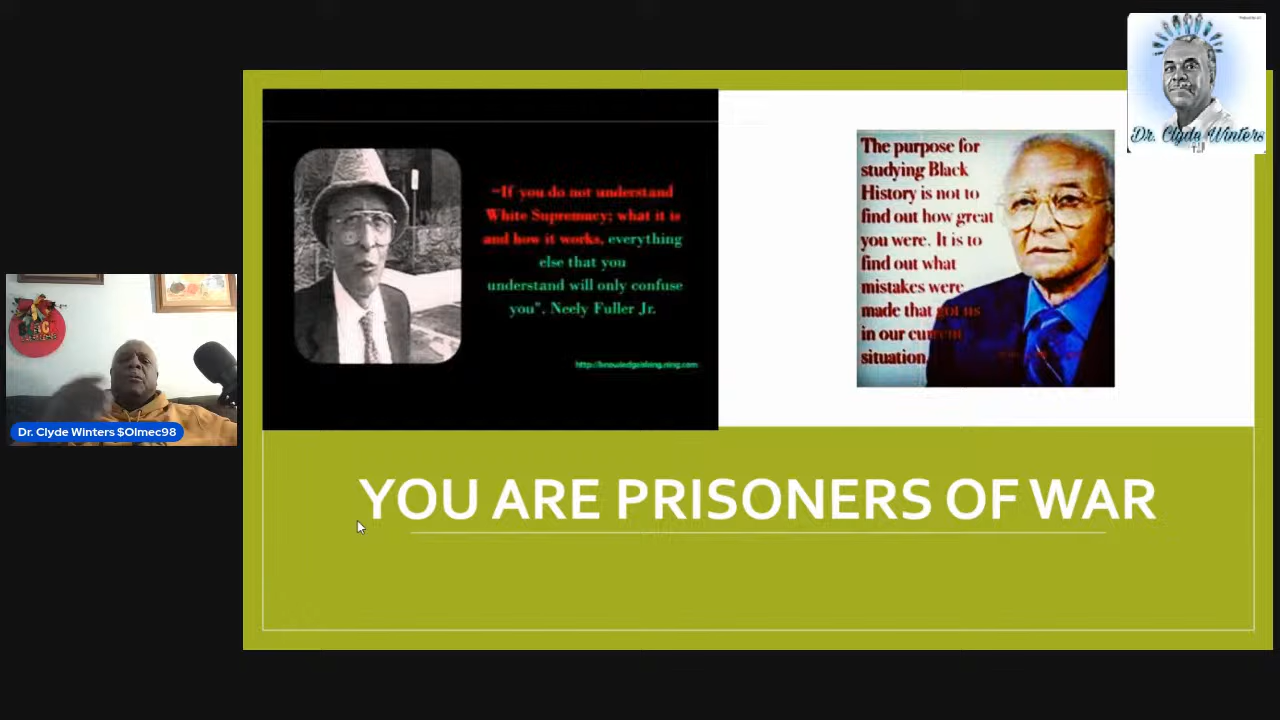 Dr. Clyde Winters
TLP
~If you do not understand
White Supremacy; what it is
and how it works, everything
else that you
understand will only confuse
you". Neely Fuller Jr.
The purpose for
studying Black
History is not to
find out how great
you were. It is to
find out what
mistakes were
made that got us
in our current
situation.
Dr. Clyde Winters $Olmec98
YOU ARE PRISONERS OF WAR